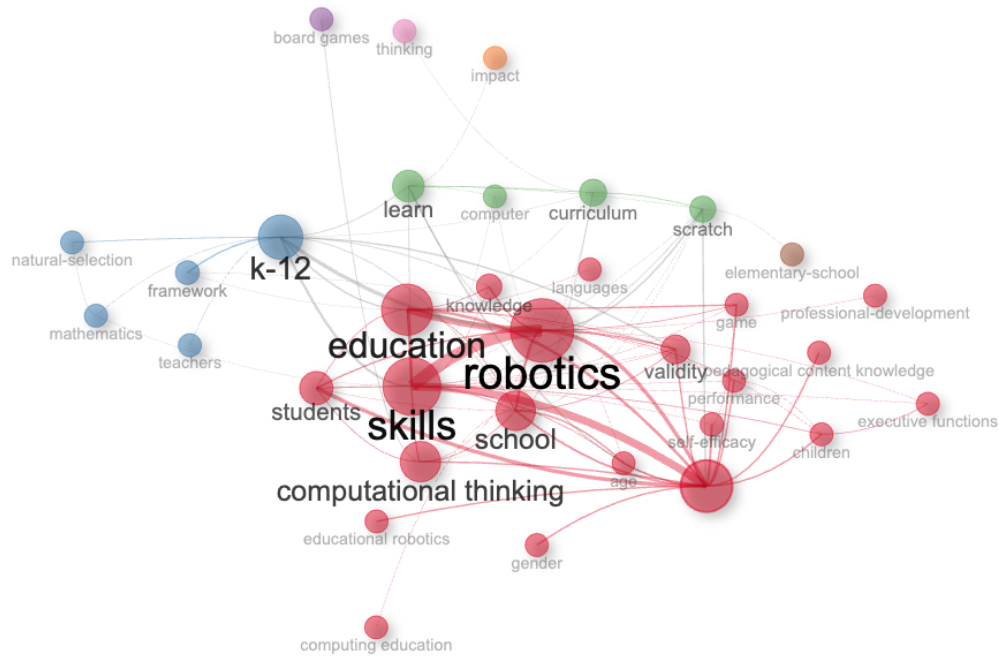 board games
thinking
impact
learn
computer
curriculum
scratch
natural-selection
k-12
elementary-school
framework
languages
knowledge
mathematics
game
professional-development
teachers
education
robotics
validity
pedagogical content knowledge
performance
students
skills
school
executive functions
self-efficacy
children
age
computational thinking
educational robotics
gender
computing education